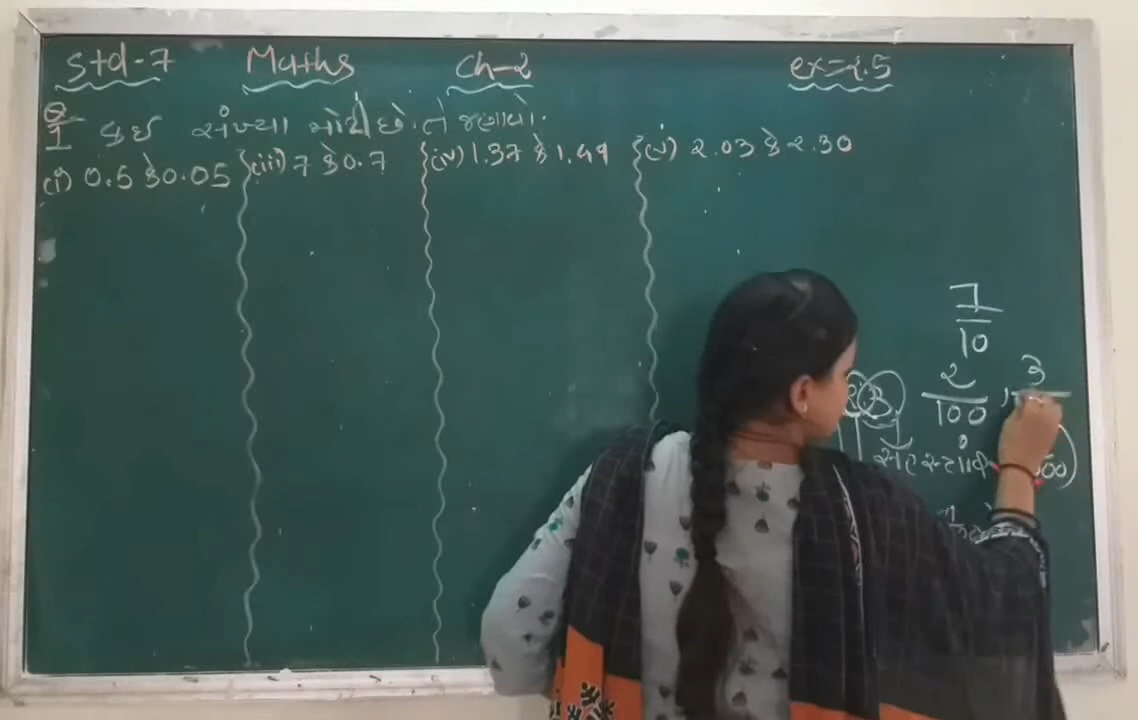 Std-7 Maths Ch-2 ex=2.5
Q 1 કઈ સંખ્યા મોટી છે તે જણાવો.
(i) 0.5 કે 0.05 (iii) 7 કે 0.7 (iv) 1.37 કે 1.49 (v) 2.03 કે 2.30
7
10
2 , 3
100